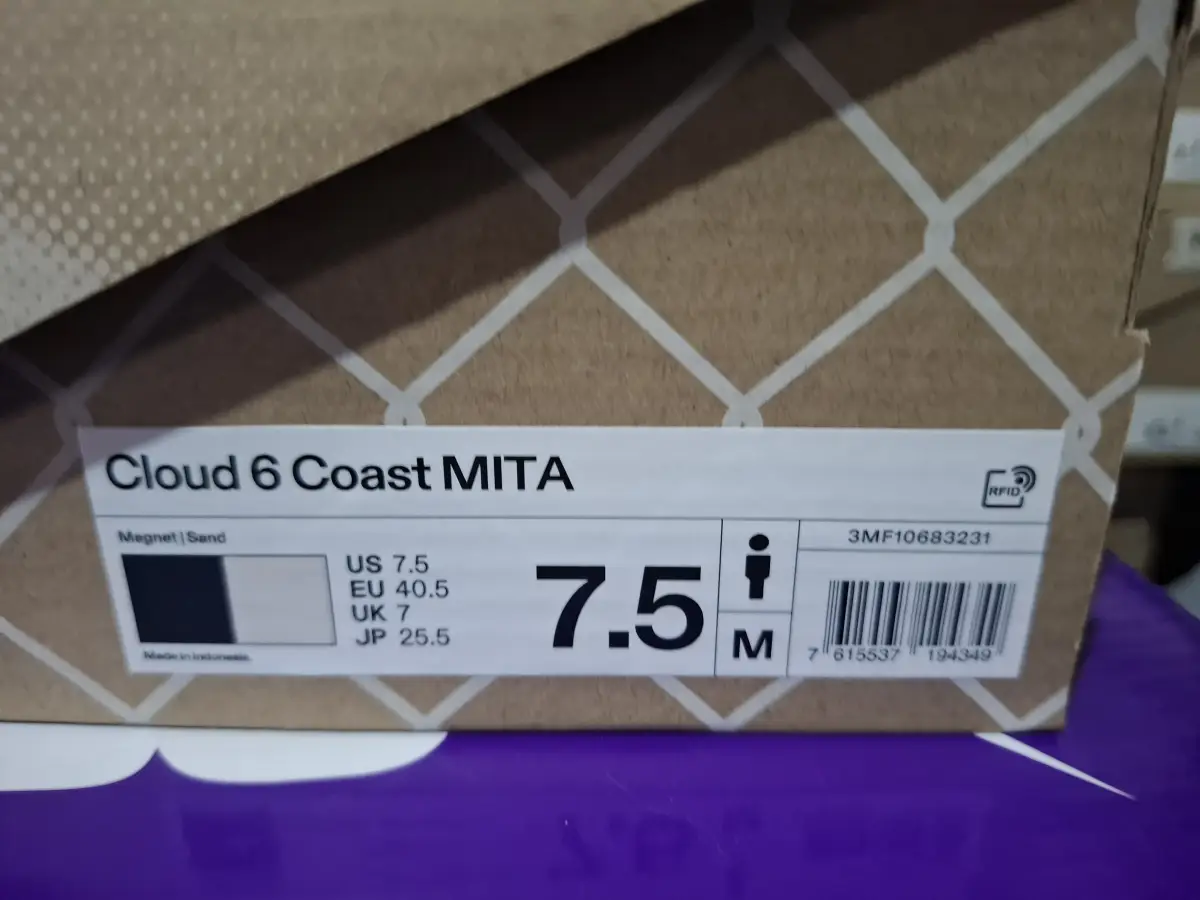 Cloud 6 Coast MITA
RFID
Magnet | Sand
US 7.5
EU 40.5
UK 7
JP 25.5
Made in Indonesia
7.5
M
3MF10683231
7 615537 194349